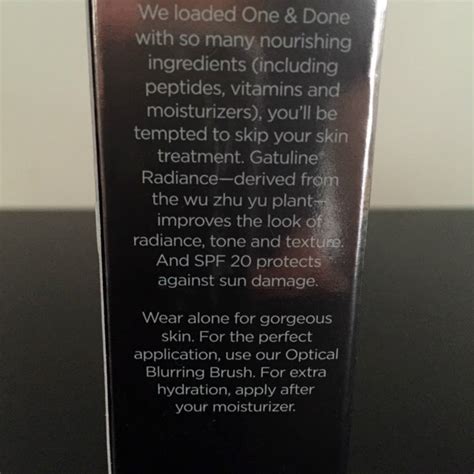 We loaded One & Done
with so many nourishing
ingredients (including
peptides, vitamins and
moisturizers), you'll be
tempted to skip your skin
treatment. Gatuline®
Radiance—derived from
the wu zhu yu plant—
improves the look of
radiance, tone and texture.
And SPF 20 protects
against sun damage.
Wear alone for gorgeous
skin. For the perfect
application, use our Optical
Blurring Brush. For extra
hydration, apply after
your moisturizer.